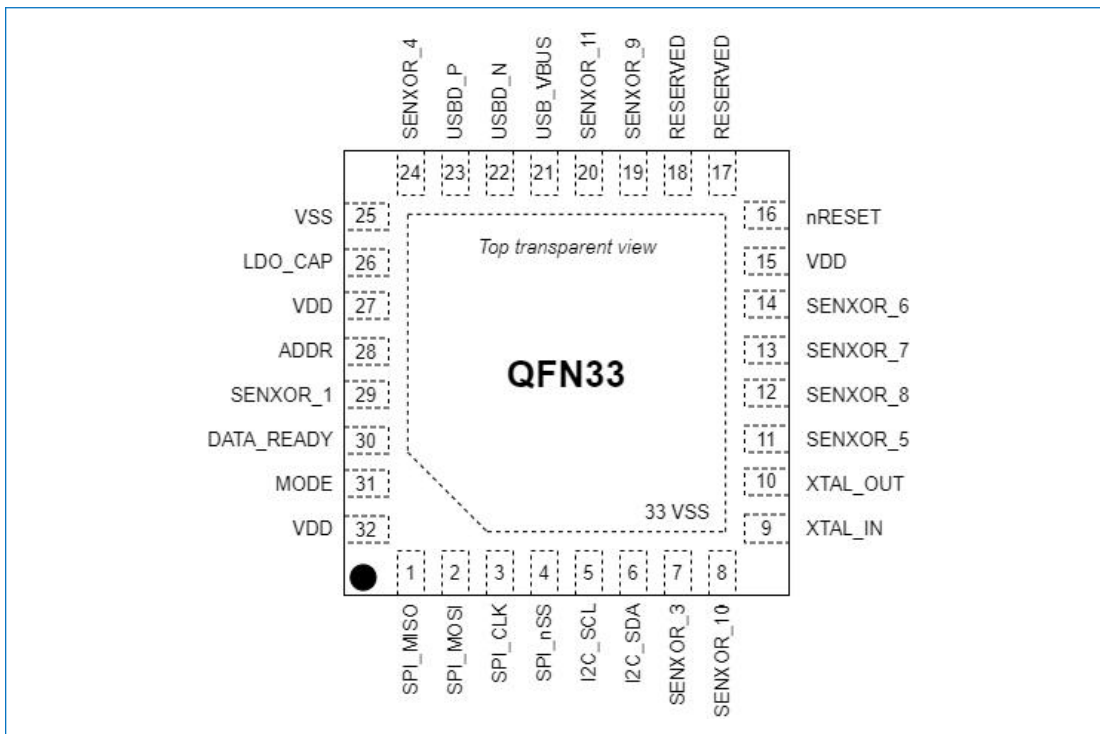 SENXOR_4
USBD_P
USBD_N
USB_VBUS
SENXOR_11
SENXOR_9
RESERVED
RESERVED
24 23 22 21 20 19 18 17
VSS 25
LDO_CAP 26
VDD 27
ADDR 28
SENXOR_1 29
DATA_READY 30
MODE 31
VDD 32
Top transparent view
QFN33
33 VSS
16 nRESET
15 VDD
14 SENXOR_6
13 SENXOR_7
12 SENXOR_8
11 SENXOR_5
10 XTAL_OUT
9 XTAL_IN
1 2 3 4 5 6 7 8
SPI_MISO
SPI_MOSI
SPI_CLK
SPI_nSS
I2C_SCL
I2C_SDA
SENXOR_3
SENXOR_10